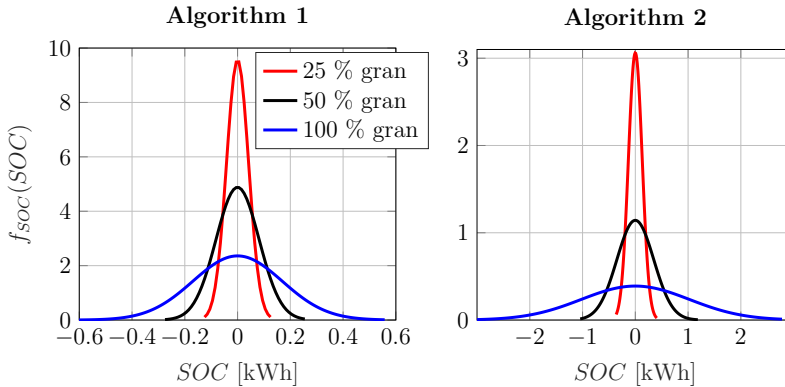 Algorithm 1
Algorithm 2
10
8
6
4
2
0
f_SOC(SOC)
25 % gran
50 % gran
100 % gran
−0.6 −0.4 −0.2 0 0.2 0.4 0.6
SOC [kWh]
3
2
1
0
−2 −1 0 1 2
SOC [kWh]